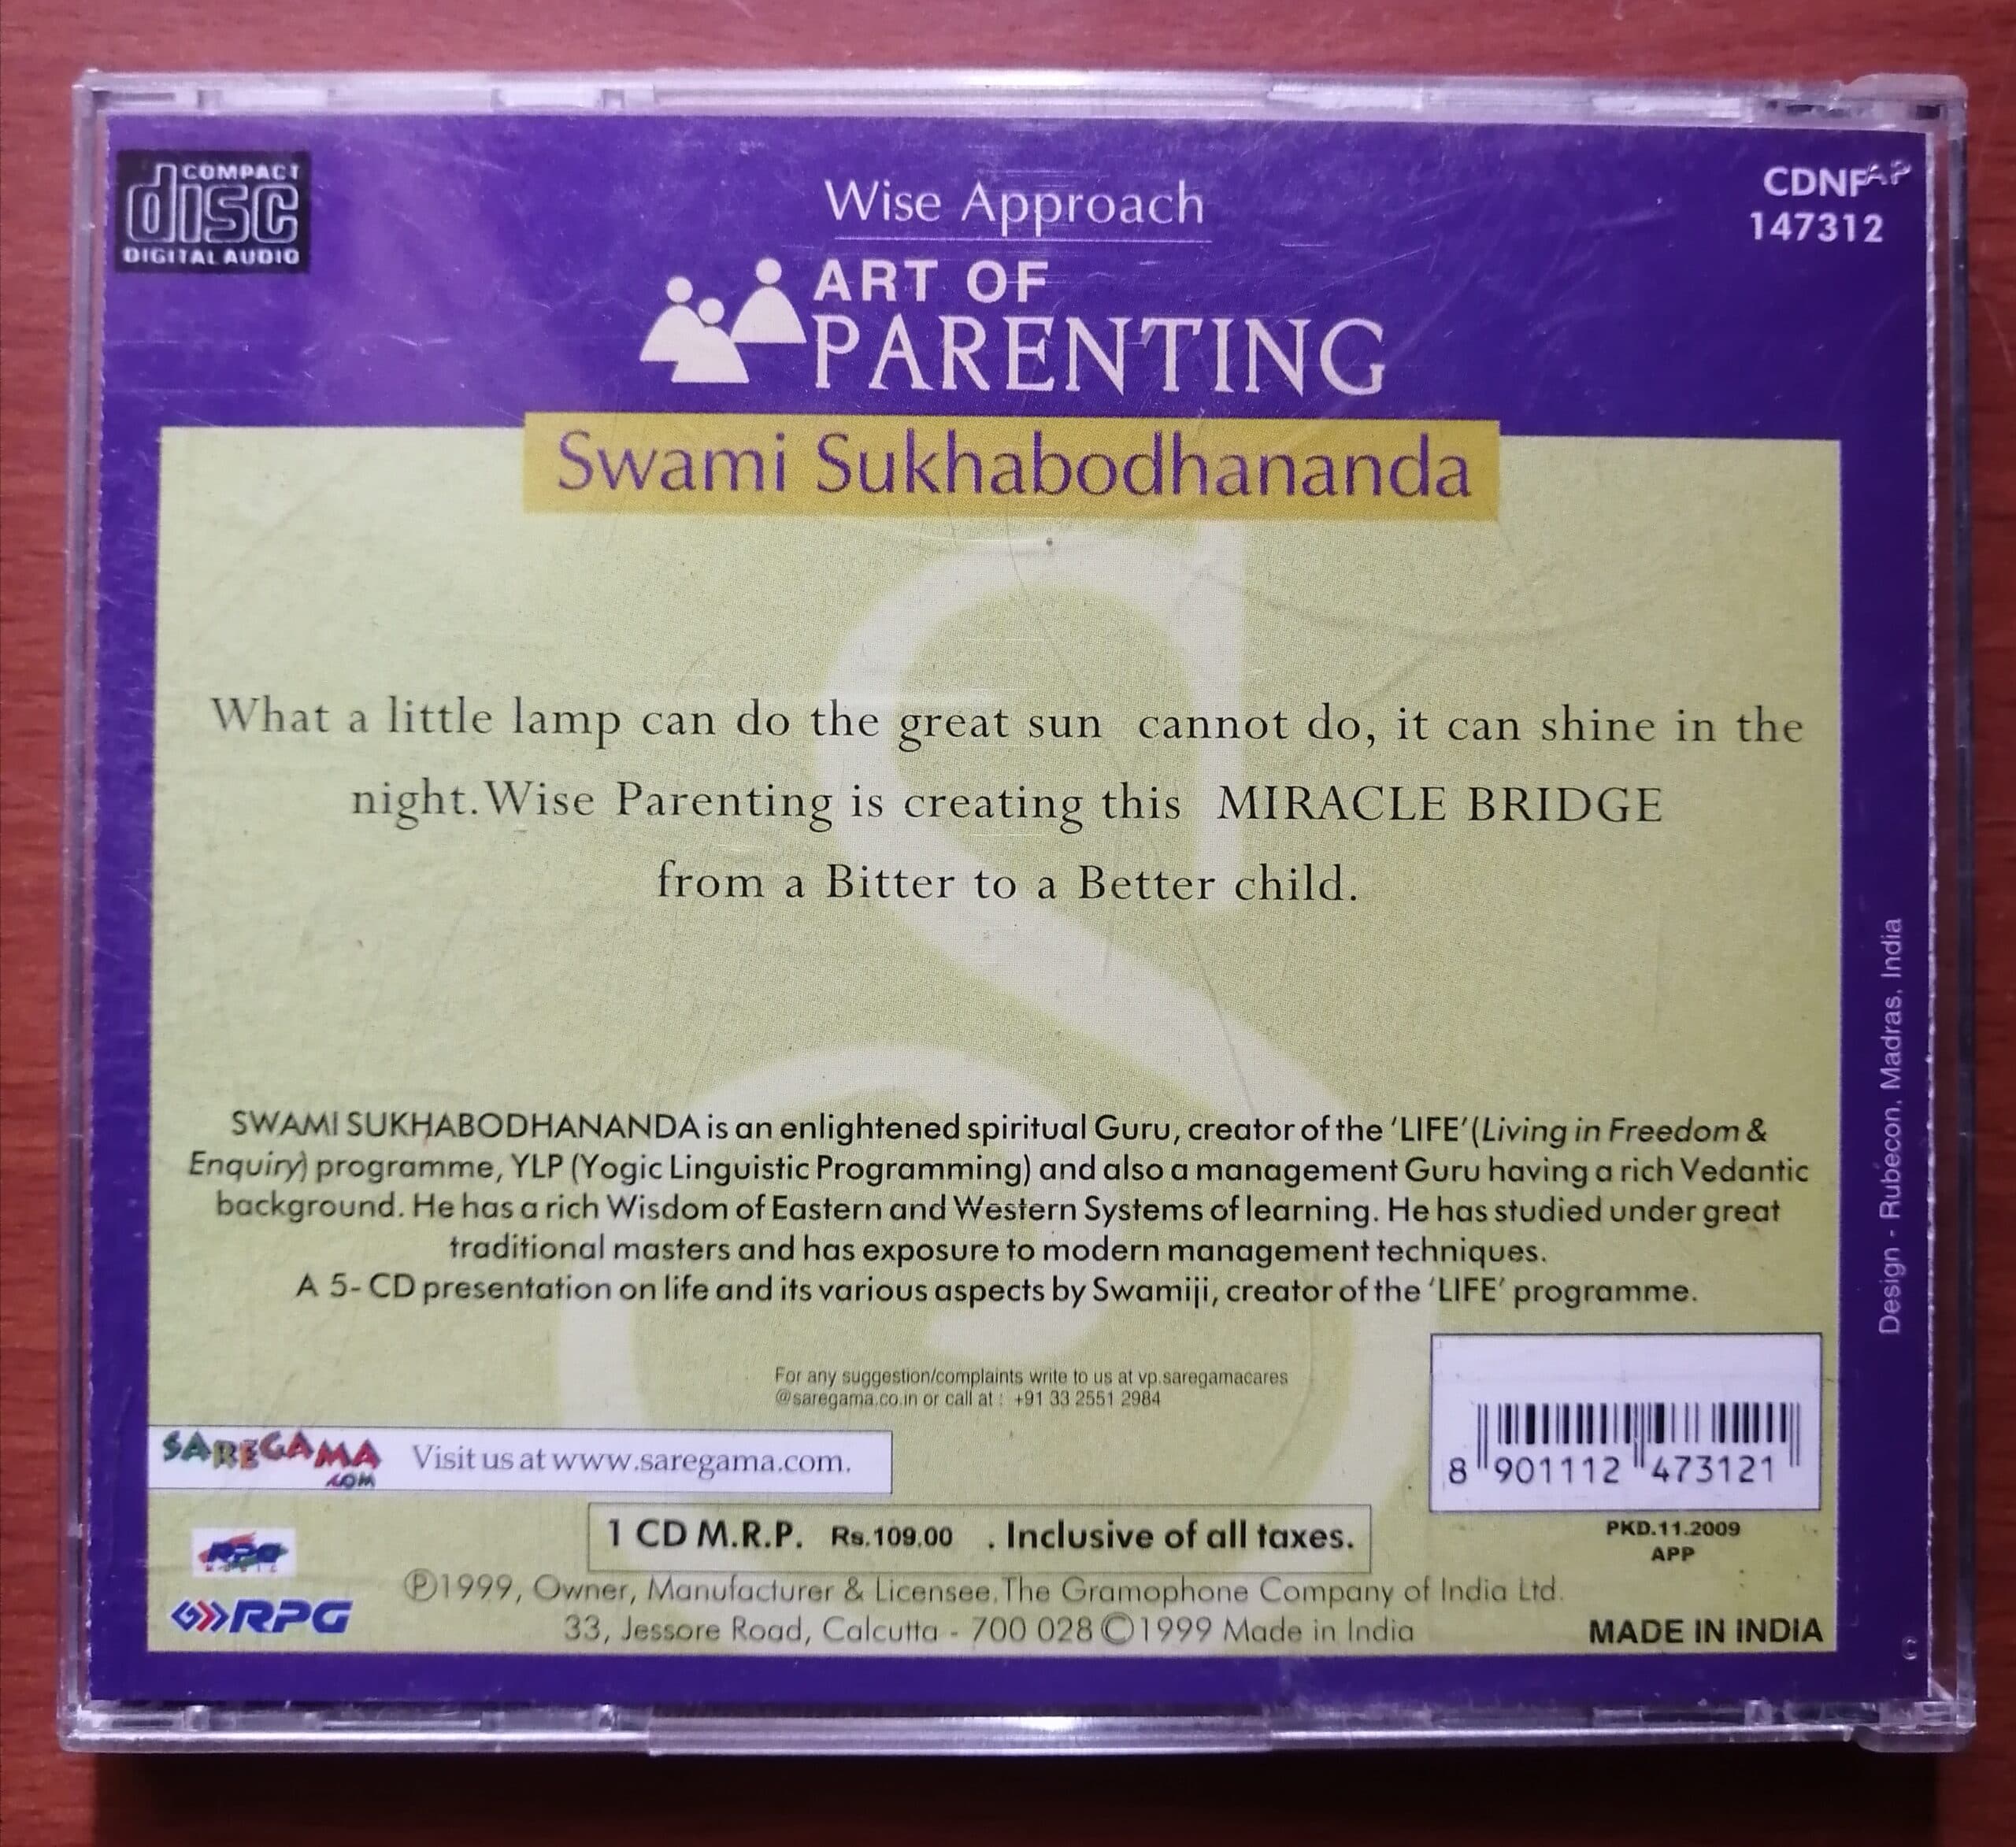 COMPACT
disc
DIGITAL AUDIO
Wise Approach
CDNF AP
147312
ART OF
PARENTING
Swami Sukhabodhananda
What a little lamp can do the great sun cannot do, it can shine in the
night. Wise Parenting is creating this MIRACLE BRIDGE
from a Bitter to a Better child.
SWAMI SUKHABODHANANDA is an enlightened spiritual Guru, creator of the 'LIFE' (Living in Freedom &
Enquiry) programme, YLP (Yogic Linguistic Programming) and also a management Guru having a rich Vedantic
background. He has a rich Wisdom of Eastern and Western Systems of learning. He has studied under great
traditional masters and has exposure to modern management techniques.
A 5- CD presentation on life and its various aspects by Swamiji, creator of the 'LIFE' programme.
For any suggestion/complaints write to us at vp.saregamacares
@saregama.co.in or call at : +91 33 2551 2984
SAREGAMA
.COM
Visit us at www.saregama.com.
8 901112 473121
1 CD M.R.P. Rs.109.00 . Inclusive of all taxes.
PKD.11.2009
APP
RPG
RPG
℗1999, Owner, Manufacturer & Licensee, The Gramophone Company of India Ltd.
33, Jessore Road, Calcutta - 700 028 ©1999 Made in India
MADE IN INDIA
Design - Rubecon, Madras, India
C